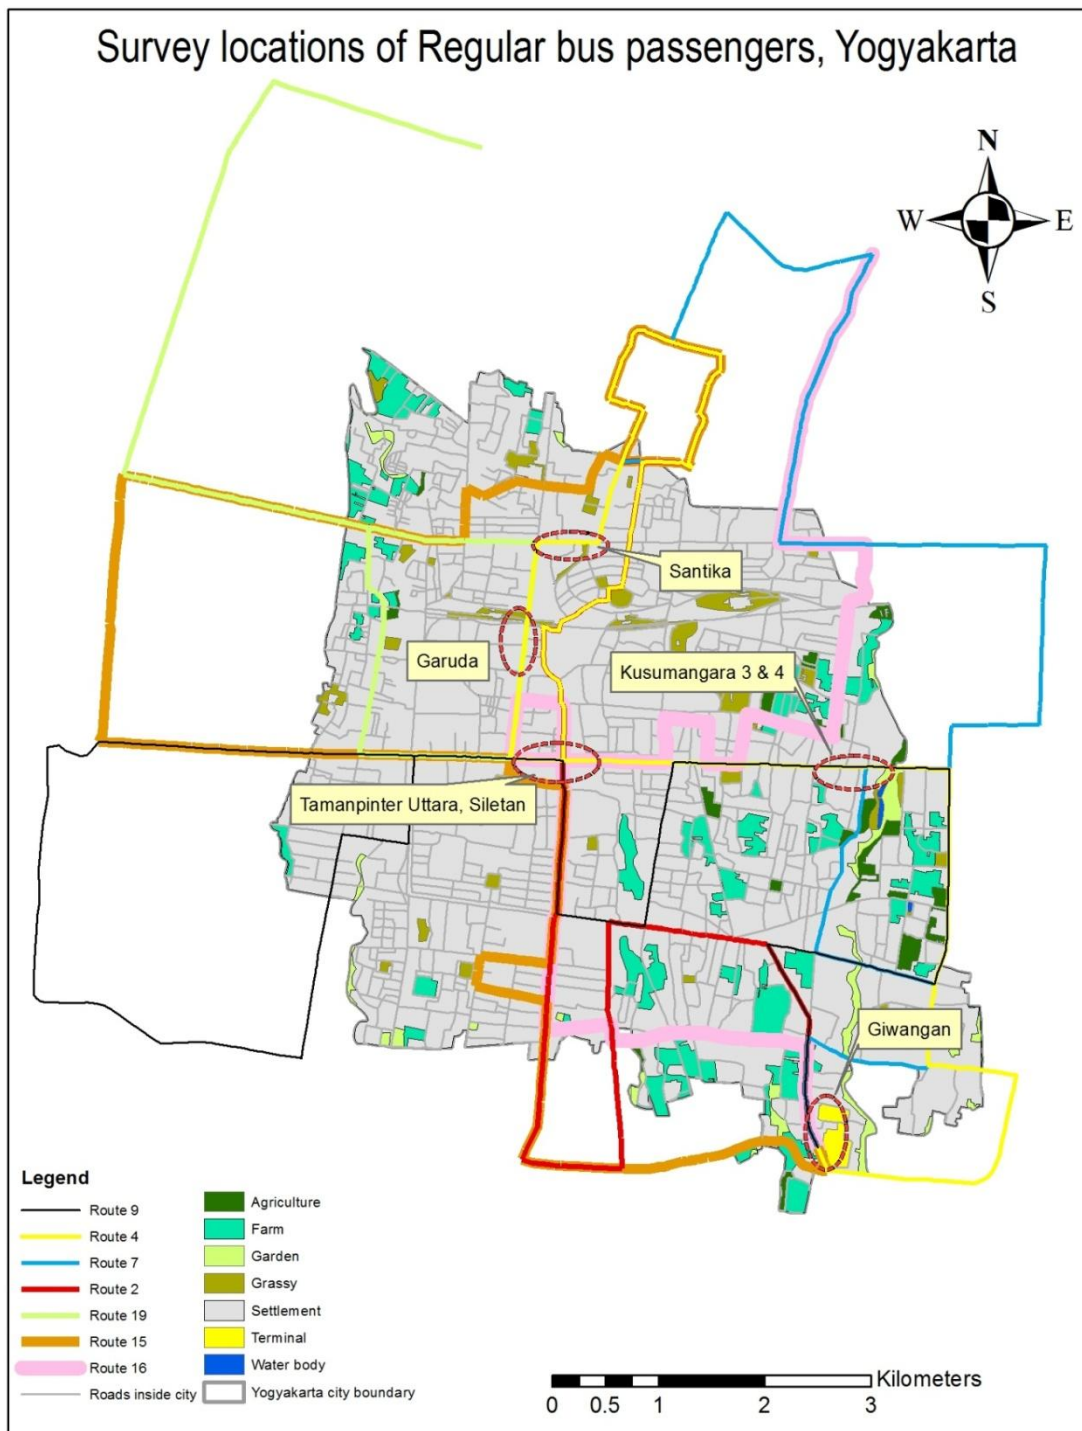 Survey locations of Regular bus passengers, Yogyakarta
N
W E
S
Santika
Garuda
Kusumangara 3 & 4
Tamanpinter Uttara, Siletan
Giwangan
Legend
Route 9
Route 4
Route 7
Route 2
Route 19
Route 15
Route 16
Roads inside city
Agriculture
Farm
Garden
Grassy
Settlement
Terminal
Water body
Yogyakarta city boundary
Kilometers
0 0.5 1 2 3